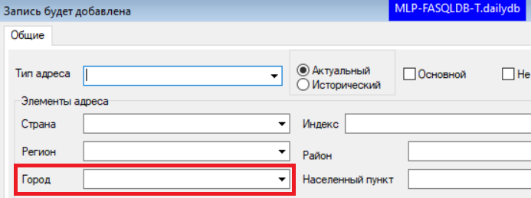 Запись будет добавлена
MLP-FASQLDB-T.dailydb
Общие
Тип адреса
Актуальный
Исторический
Основной
Не
Элементы адреса
Страна
Индекс
Регион
Район
Город
Населенный пункт